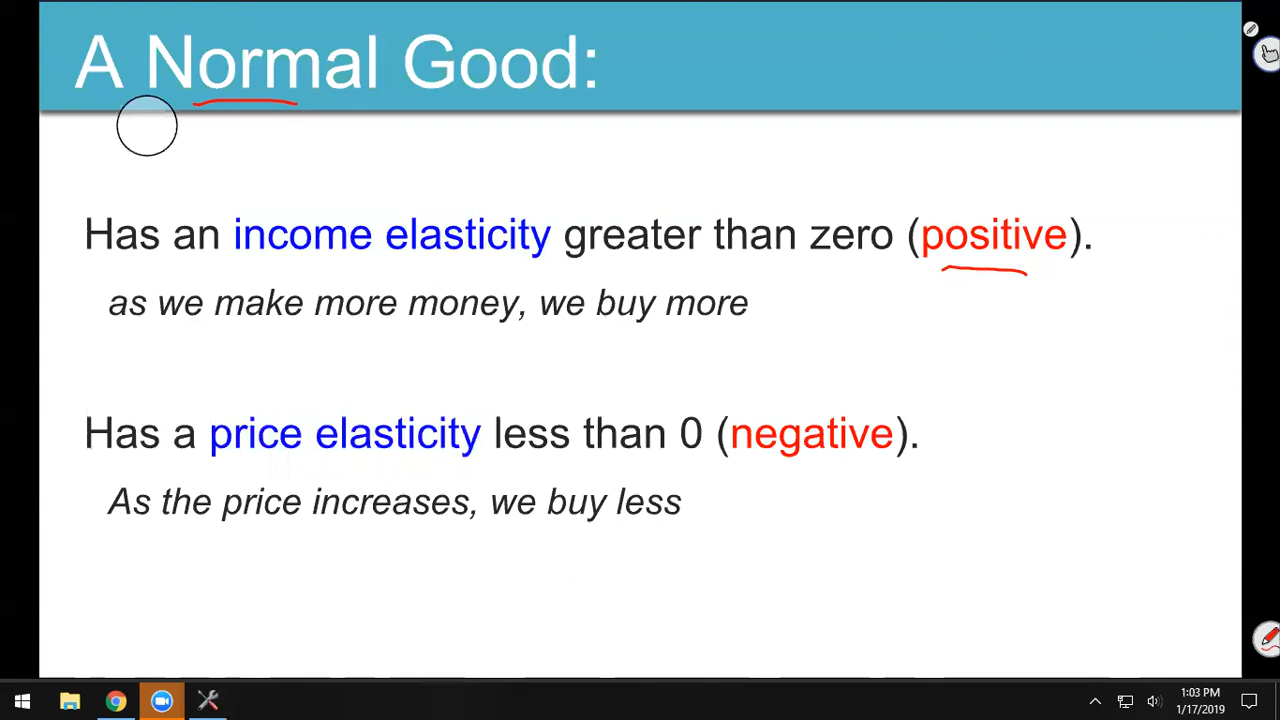 A Normal Good:
Has an income elasticity greater than zero (positive).
as we make more money, we buy more
Has a price elasticity less than 0 (negative).
As the price increases, we buy less
1:03 PM
1/17/2019